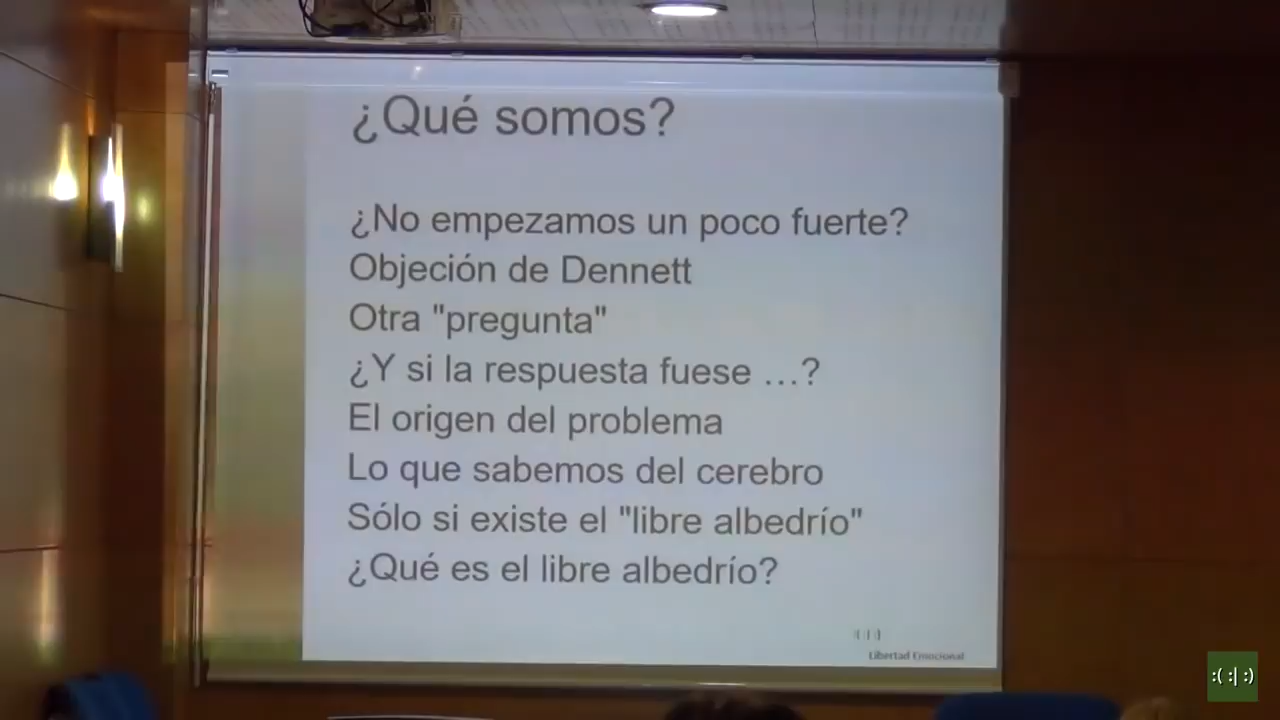 ¿Qué somos?
¿No empezamos un poco fuerte?
Objeción de Dennett
Otra "pregunta"
¿Y si la respuesta fuese ...?
El origen del problema
Lo que sabemos del cerebro
Sólo si existe el "libre albedrío"
¿Qué es el libre albedrío?
:( :| :)
Libertad Emocional
:( :| :)